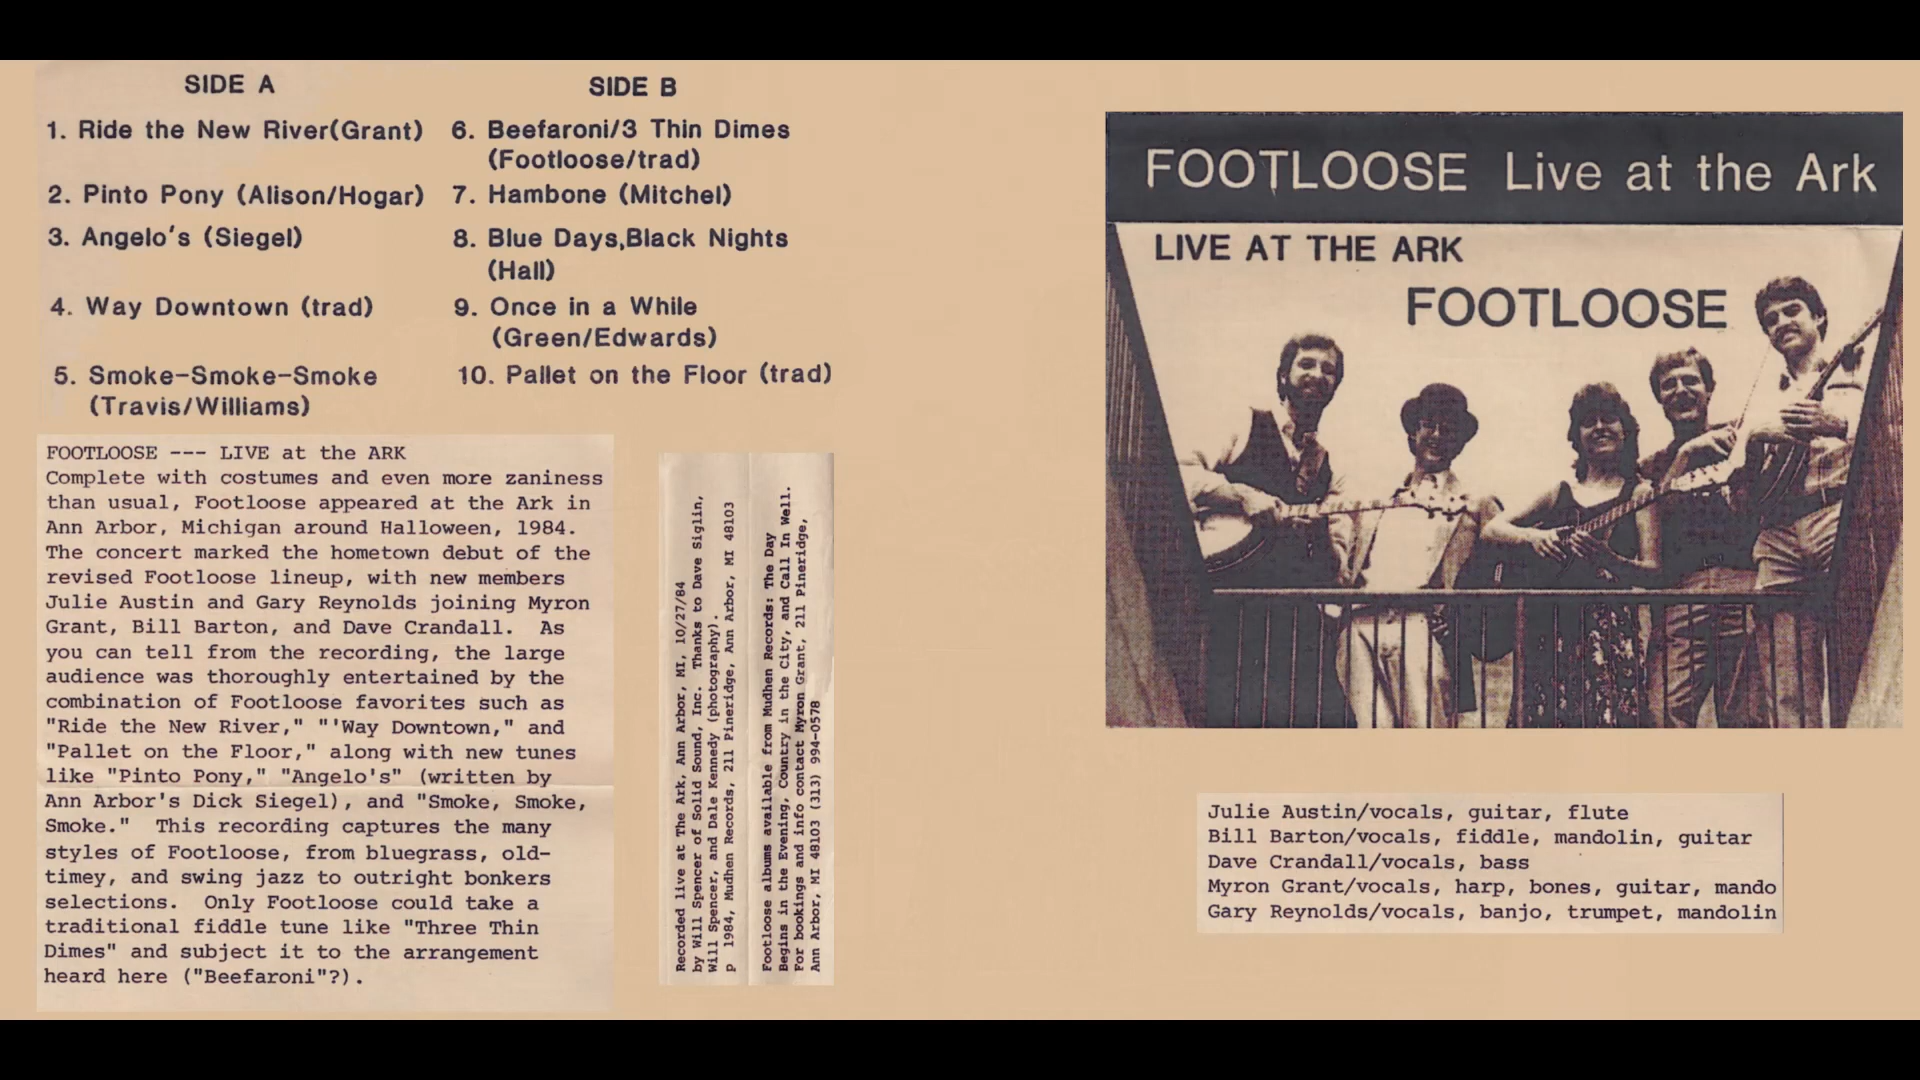 SIDE A
1. Ride the New River(Grant)
2. Pinto Pony (Alison/Hogar)
3. Angelo's (Siegel)
4. Way Downtown (trad)
5. Smoke-Smoke-Smoke
(Travis/Williams)
SIDE B
6. Beefaroni/3 Thin Dimes
(Footloose/trad)
7. Hambone (Mitchel)
8. Blue Days,Black Nights
(Hall)
9. Once in a While
(Green/Edwards)
10. Pallet on the Floor (trad)
FOOTLOOSE --- LIVE at the ARK
Complete with costumes and even more zaniness
than usual, Footloose appeared at the Ark in
Ann Arbor, Michigan around Halloween, 1984.
The concert marked the hometown debut of the
revised Footloose lineup, with new members
Julie Austin and Gary Reynolds joining Myron
Grant, Bill Barton, and Dave Crandall.  As
you can tell from the recording, the large
audience was thoroughly entertained by the
combination of Footloose favorites such as
"Ride the New River," "'Way Downtown," and
"Pallet on the Floor," along with new tunes
like "Pinto Pony," "Angelo's" (written by
Ann Arbor's Dick Siegel), and "Smoke, Smoke,
Smoke."  This recording captures the many
styles of Footloose, from bluegrass, old-
timey, and swing jazz to outright bonkers
selections.  Only Footloose could take a
traditional fiddle tune like "Three Thin
Dimes" and subject it to the arrangement
heard here ("Beefaroni"?).
Recorded live at The Ark, Ann Arbor, MI, 10/27/84
by Will Spencer of Solid Sound, Inc.  Thanks to Dave Siglin,
Will Spencer, and Dale Kennedy (photography).
p  1984, Mudhen Records, 211 Pineridge, Ann Arbor, MI 48103
Footloose albums available from Mudhen Records: The Day
Begins in the Evening, Country in the City, and Call In Well.
For bookings and info contact Myron Grant, 211 Pineridge,
Ann Arbor, MI 48103 (313) 994-0578
FOOTLOOSE Live at the Ark
LIVE AT THE ARK
FOOTLOOSE
Julie Austin/vocals, guitar, flute
Bill Barton/vocals, fiddle, mandolin, guitar
Dave Crandall/vocals, bass
Myron Grant/vocals, harp, bones, guitar, mando
Gary Reynolds/vocals, banjo, trumpet, mandolin